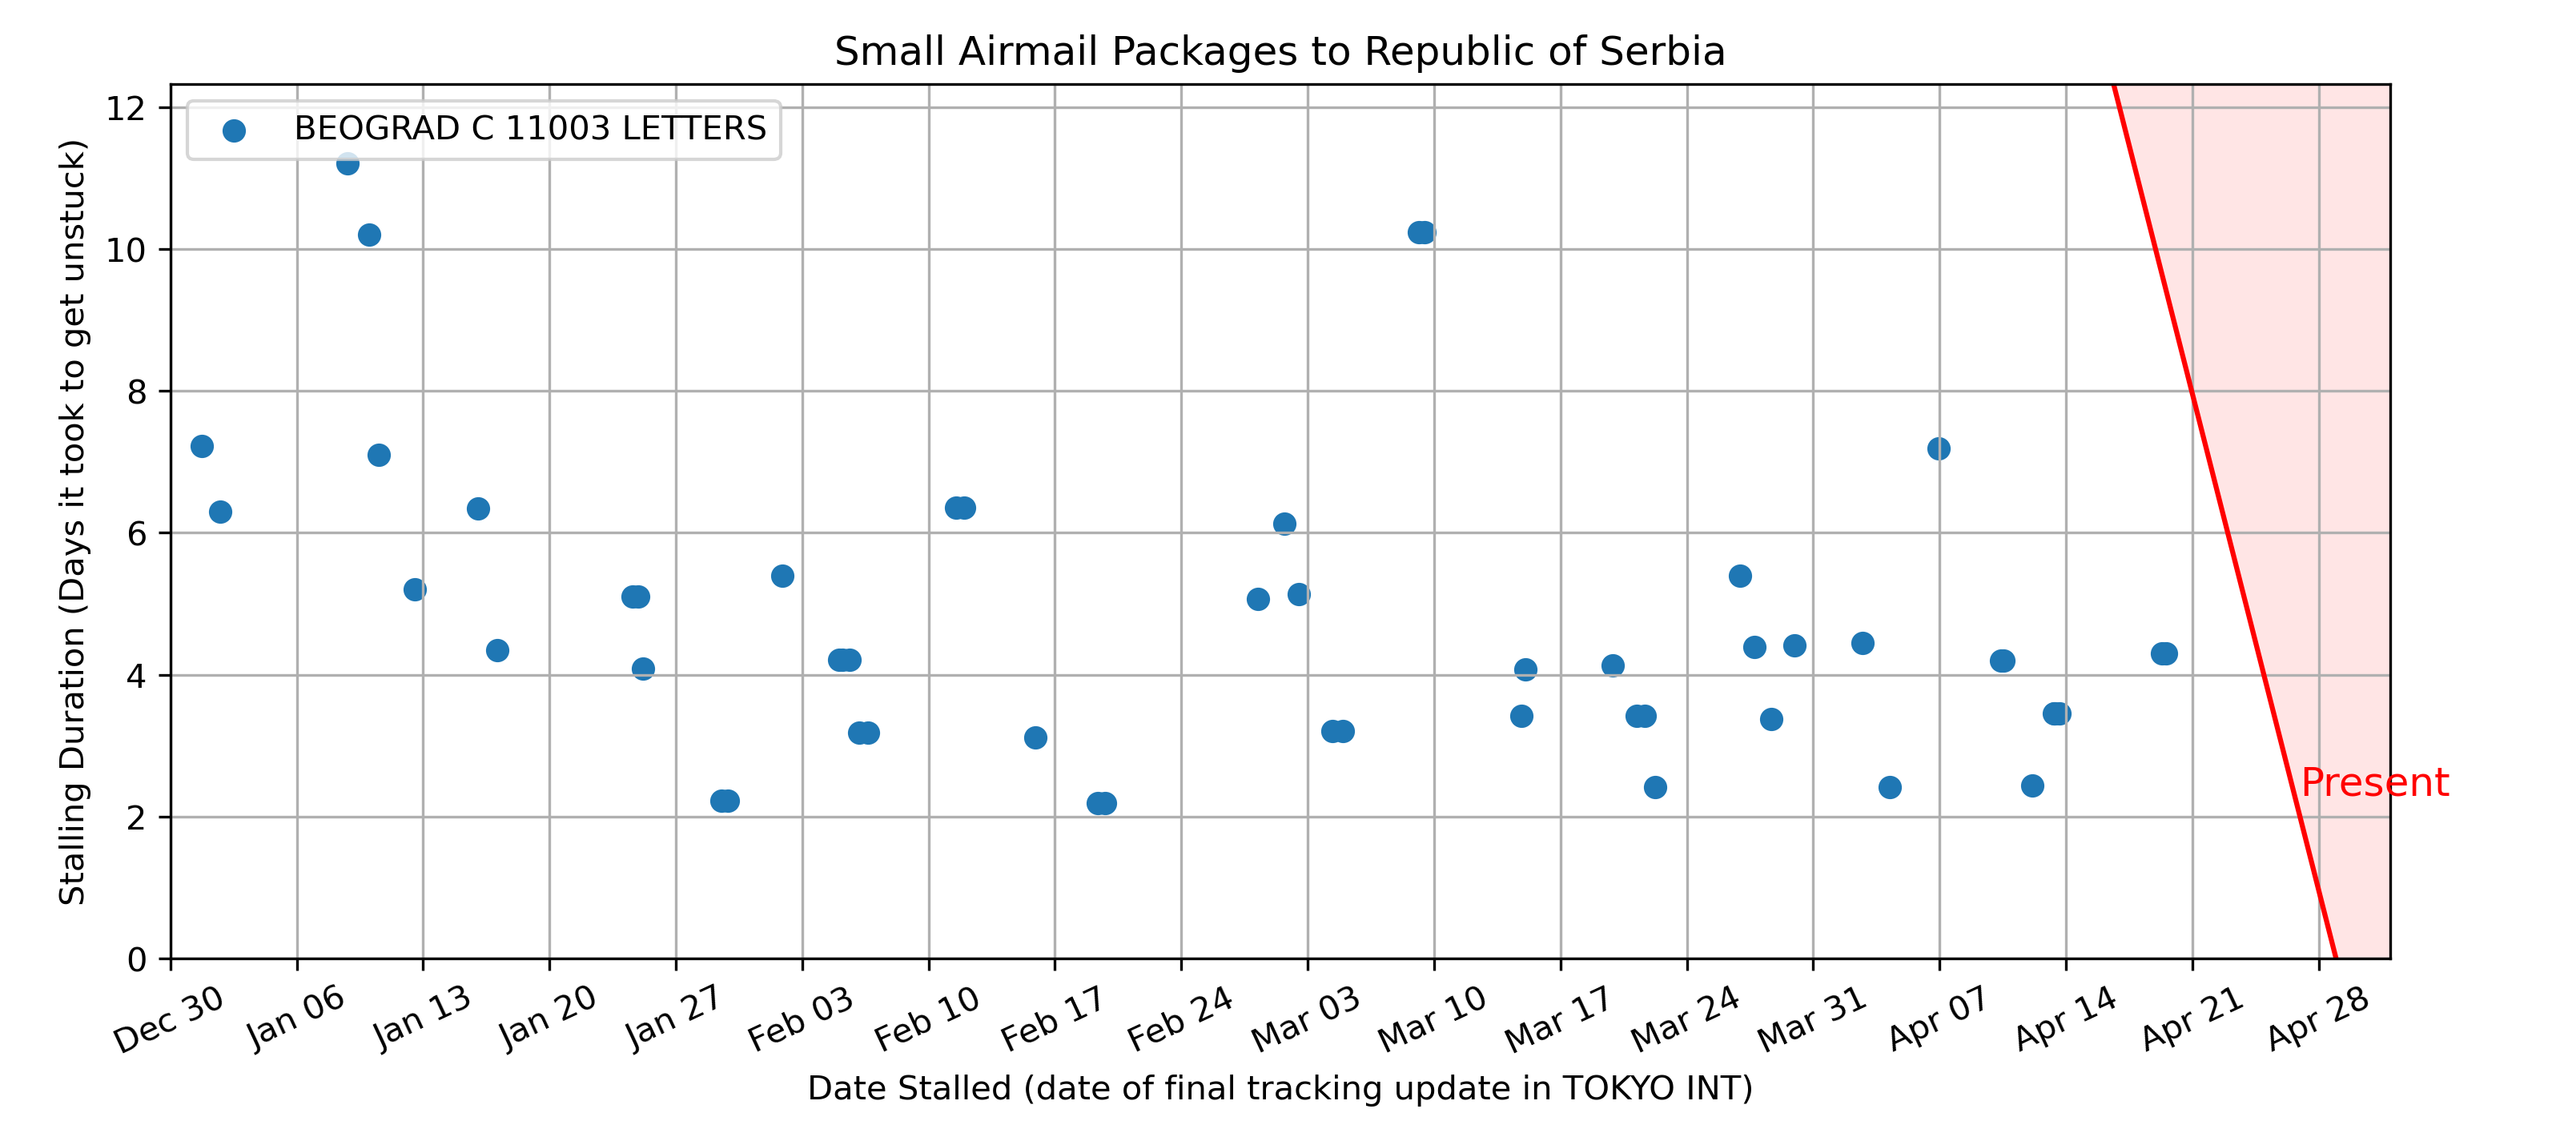 Small Airmail Packages to Republic of Serbia
BEOGRAD C 11003 LETTERS
Stalling Duration (Days it took to get unstuck)
12
10
8
6
4
2
0
Present
Dec 30
Jan 06
Jan 13
Jan 20
Jan 27
Feb 03
Feb 10
Feb 17
Feb 24
Mar 03
Mar 10
Mar 17
Mar 24
Mar 31
Apr 07
Apr 14
Apr 21
Apr 28
Date Stalled (date of final tracking update in TOKYO INT)